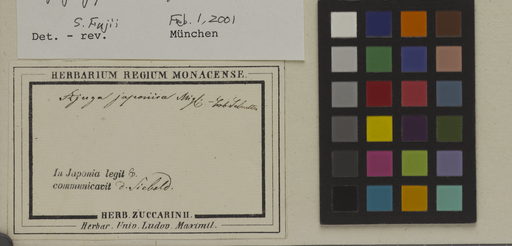 S. Fujii Feb. 1, 2001
Det. - rev. München
HERBARIUM REGIUM MONACENSE.
Ajuga japonica Miq.
In Japonia legit &
communicavit d. Siebold.
HERB. ZUCCARINII.
Herbar. Univ. Ludov. Maximil.